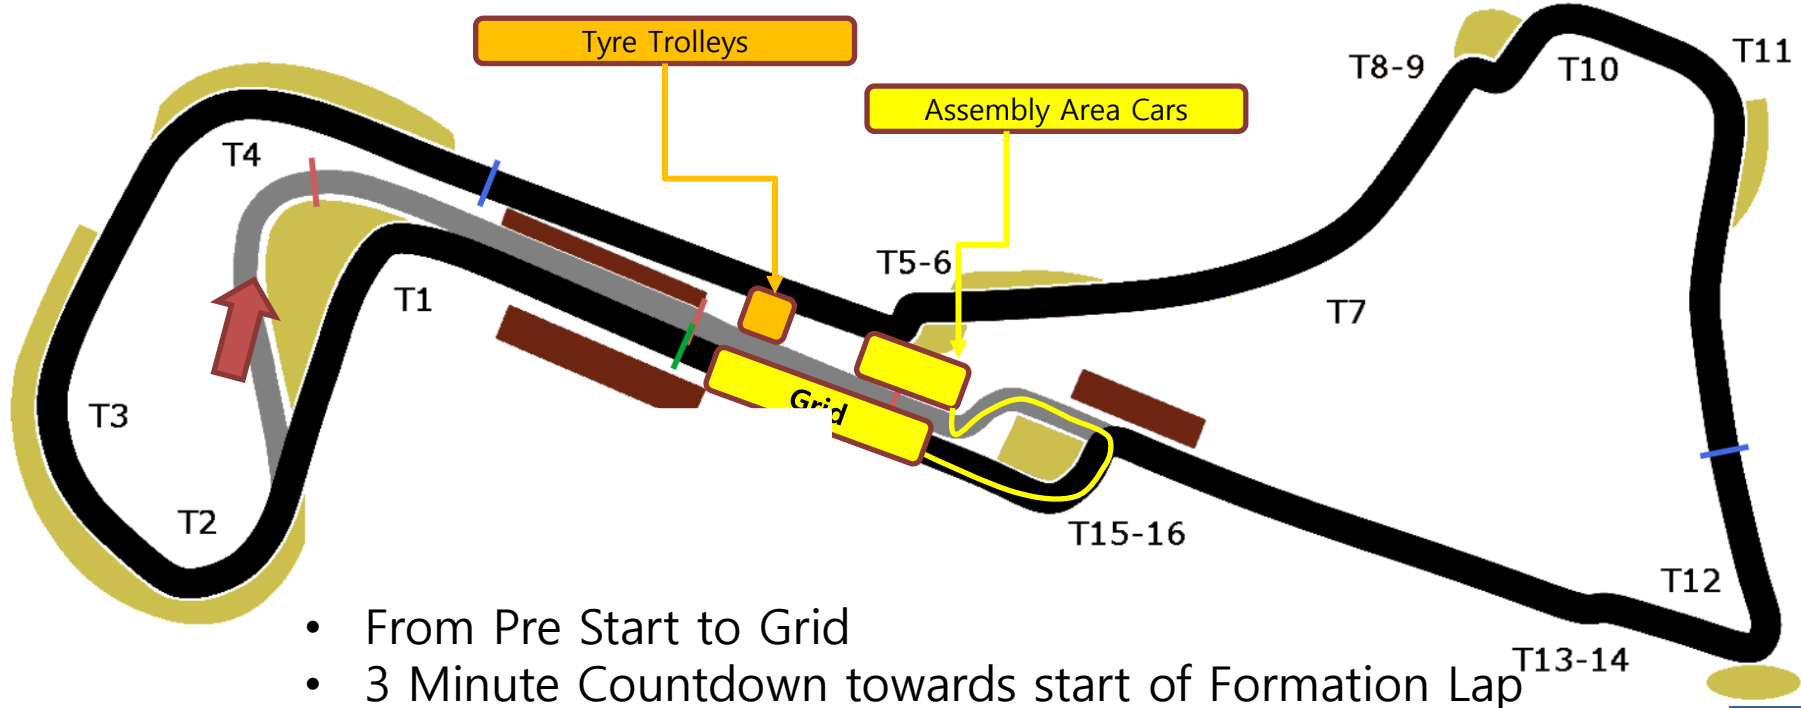 Tyre Trolleys
Assembly Area Cars
T8-9
T10
T11
T4
T5-6
T1
T7
T3
Grid
T2
T15-16
T12
T13-14
• From Pre Start to Grid
• 3 Minute Countdown towards start of Formation Lap